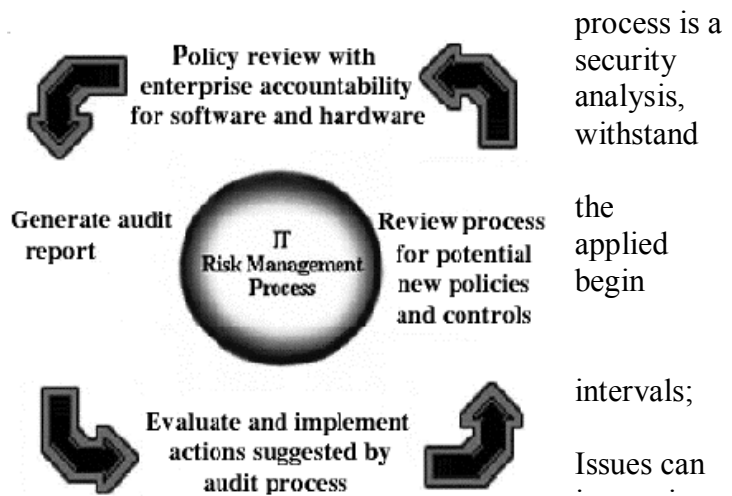 process is a
security
analysis,
withstand
the
applied
begin
intervals;
Issues can
Policy review with
enterprise accountability
for software and hardware
Generate audit
report
IT
Risk Management
Process
Review process
for potential
new policies
and controls
Evaluate and implement
actions suggested by
audit process